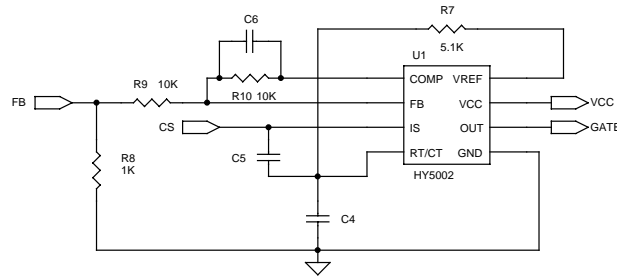 R7
5.1K
C6
U1
COMP VREF
R9 10K
R10 10K
FB
FB VCC
VCC
CS
IS OUT
GATE
R8
1K
C5
RT/CT GND
HY5002
C4